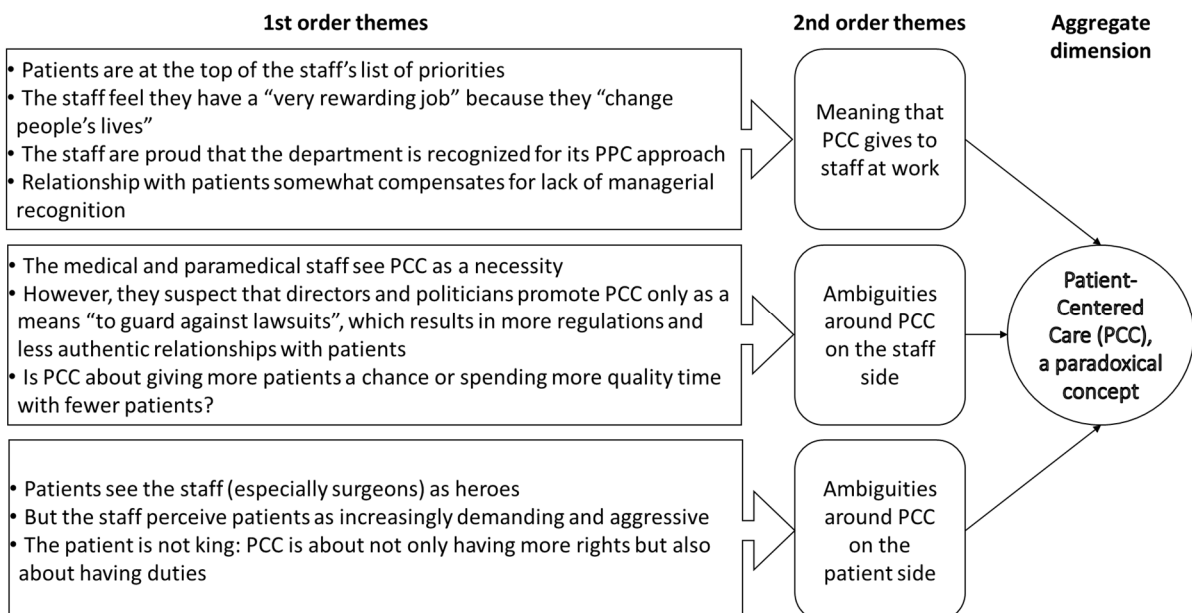 1st order themes
2nd order themes
Aggregate
dimension
• Patients are at the top of the staff's list of priorities
• The staff feel they have a “very rewarding job” because they “change
people's lives”
• The staff are proud that the department is recognized for its PPC approach
• Relationship with patients somewhat compensates for lack of managerial
recognition
Meaning that
PCC gives to
staff at work
• The medical and paramedical staff see PCC as a necessity
• However, they suspect that directors and politicians promote PCC only as a
means “to guard against lawsuits”, which results in more regulations and
less authentic relationships with patients
• Is PCC about giving more patients a chance or spending more quality time
with fewer patients?
Ambiguities
around PCC
on the staff
side
Patient-
Centered
Care (PCC),
a paradoxical
concept
• Patients see the staff (especially surgeons) as heroes
• But the staff perceive patients as increasingly demanding and aggressive
• The patient is not king: PCC is about not only having more rights but also
about having duties
Ambiguities
around PCC
on the
patient side